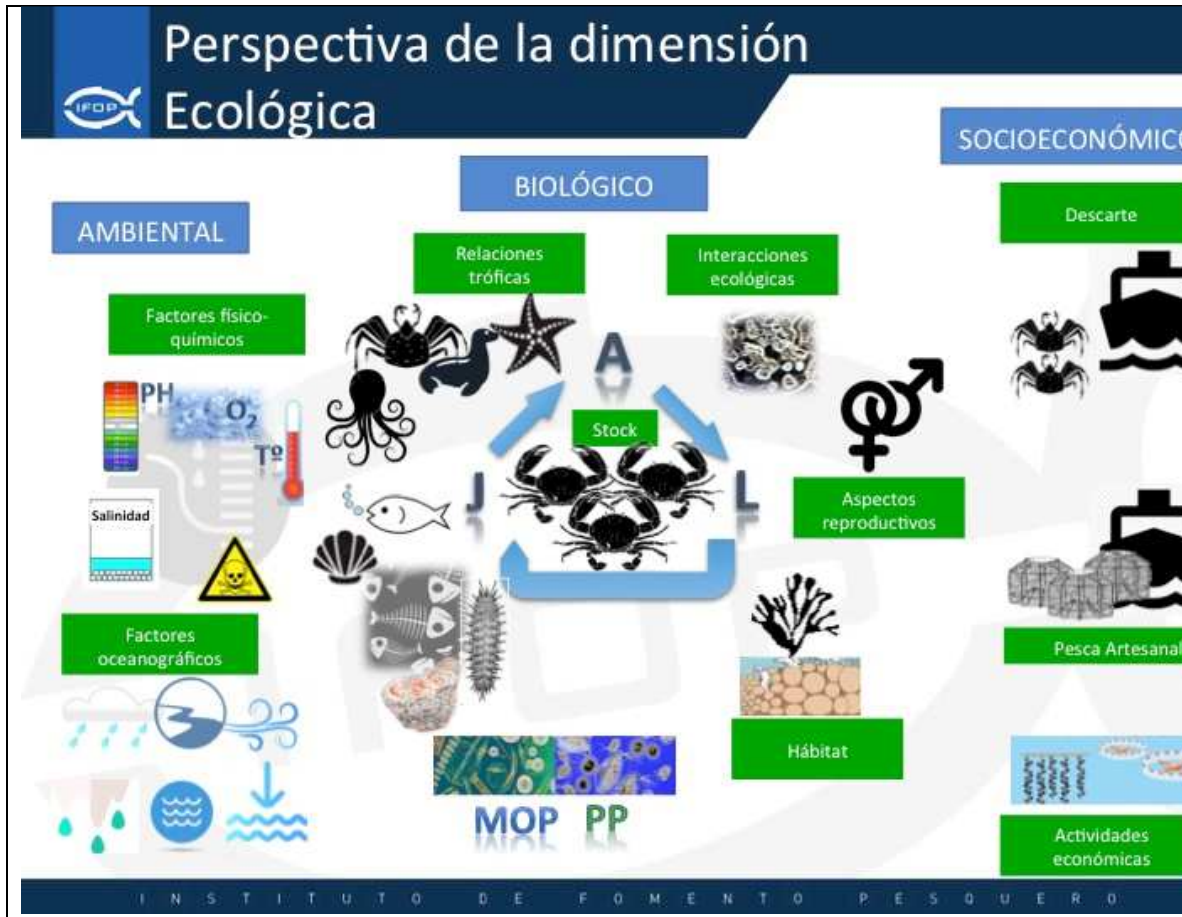 Perspectiva de la dimensión
Ecológica
IFOP
SOCIOECONÓMICO
BIOLÓGICO
AMBIENTAL
Descarte
Relaciones
tróficas
Interacciones
ecológicas
Factores físico-
químicos
A
PH
O2
Tº
Stock
J
L
Salinidad
Aspectos
reproductivos
Factores
oceanográficos
Pesca Artesanal
Hábitat
MOP PP
Actividades
económicas
INSTITUTO DE FOMENTO PESQUERO